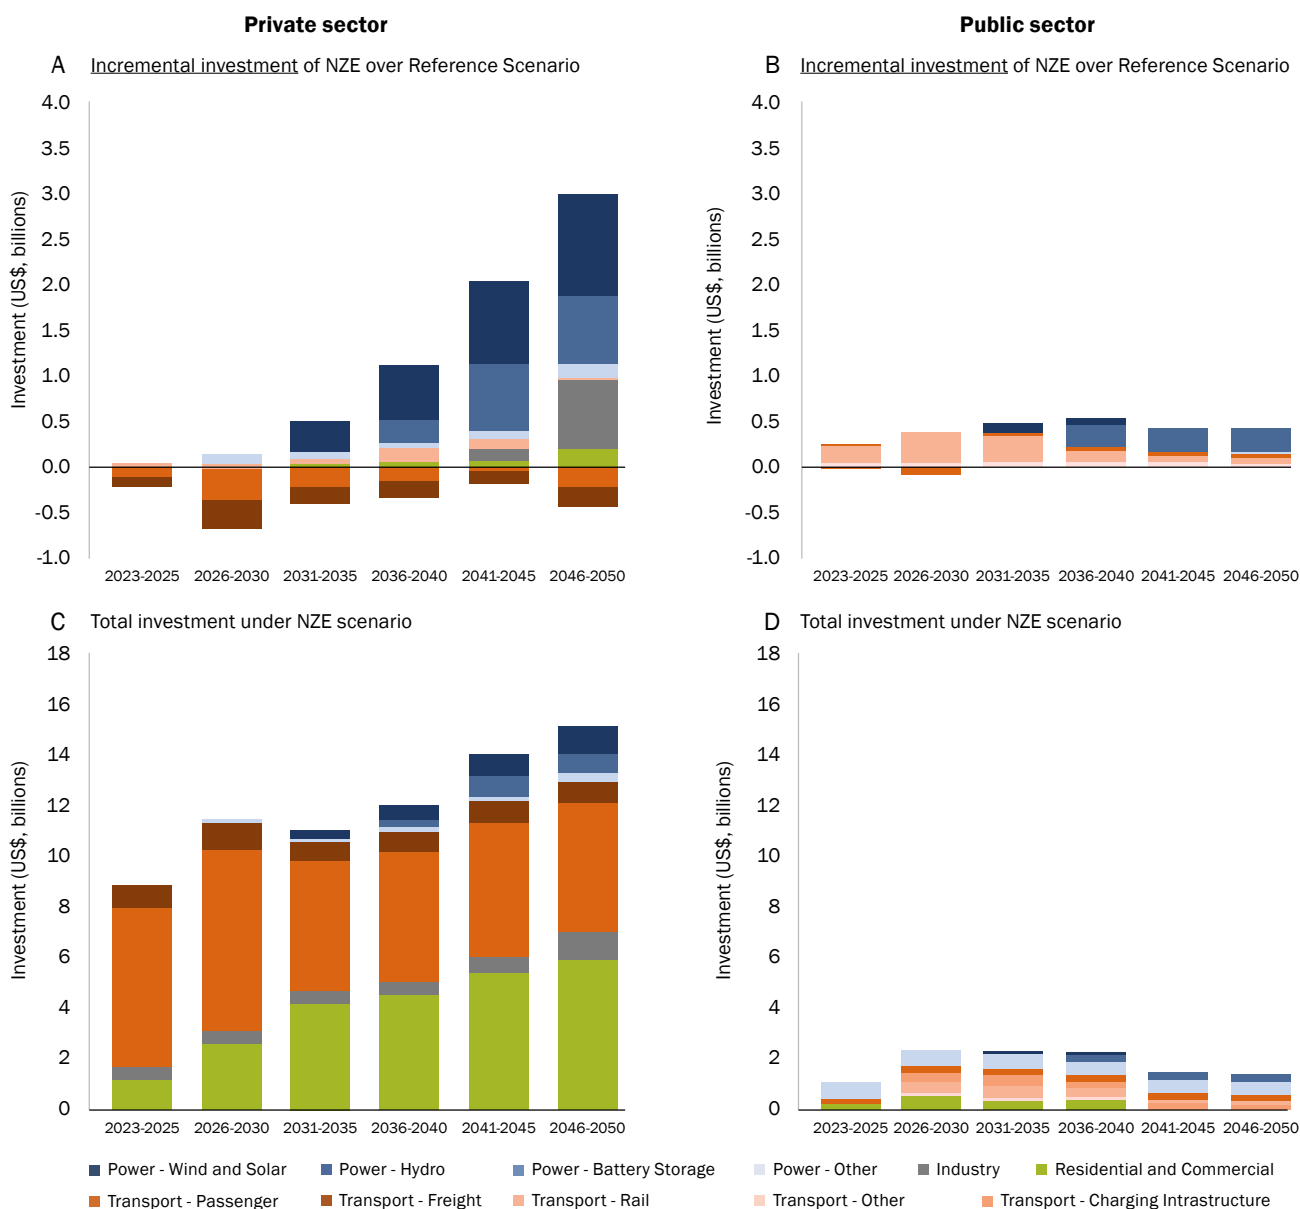 Private sector
Public sector
A Incremental investment of NZE over Reference Scenario
B Incremental investment of NZE over Reference Scenario
Investment (US$, billions)
4.0
3.5
3.0
2.5
2.0
1.5
1.0
0.5
0.0
-0.5
-1.0
2023-2025 2026-2030 2031-2035 2036-2040 2041-2045 2046-2050
Investment (US$, billions)
4.0
3.5
3.0
2.5
2.0
1.5
1.0
0.5
0.0
-0.5
-1.0
2023-2025 2026-2030 2031-2035 2036-2040 2041-2045 2046-2050
C Total investment under NZE scenario
D Total investment under NZE scenario
Investment (US$, billions)
18
16
14
12
10
8
6
4
2
0
2023-2025 2026-2030 2031-2035 2036-2040 2041-2045 2046-2050
Investment (US$, billions)
18
16
14
12
10
8
6
4
2
0
2023-2025 2026-2030 2031-2035 2036-2040 2041-2045 2046-2050
Power - Wind and Solar Power - Hydro Power - Battery Storage Power - Other Industry Residential and Commercial
Transport - Passenger Transport - Freight Transport - Rail Transport - Other Transport - Charging Intrastructure